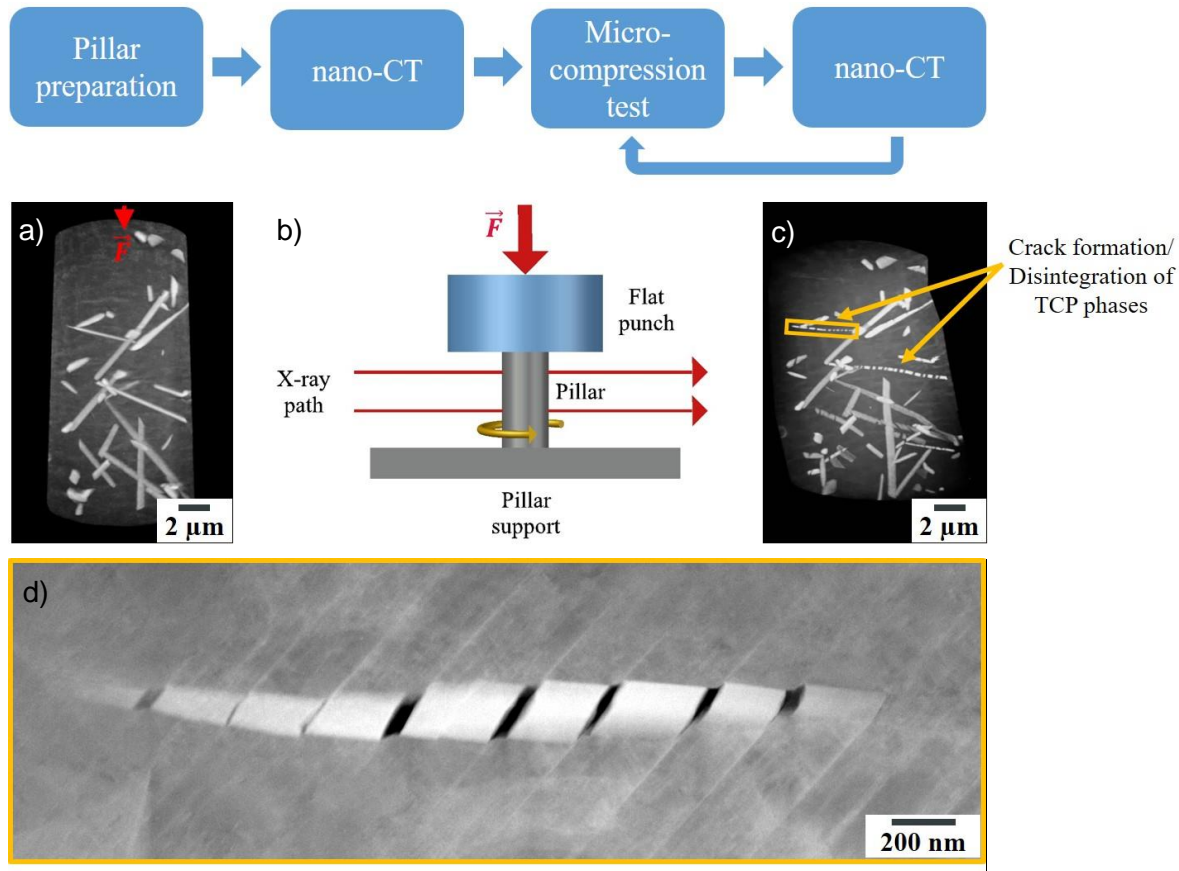 Pillar
preparation
nano-CT
Micro-
compression
test
nano-CT
a)
F
2 µm
b)
F
Flat
punch
X-ray
path
Pillar
Pillar
support
c)
Crack formation/
Disintegration of
TCP phases
2 µm
d)
200 nm